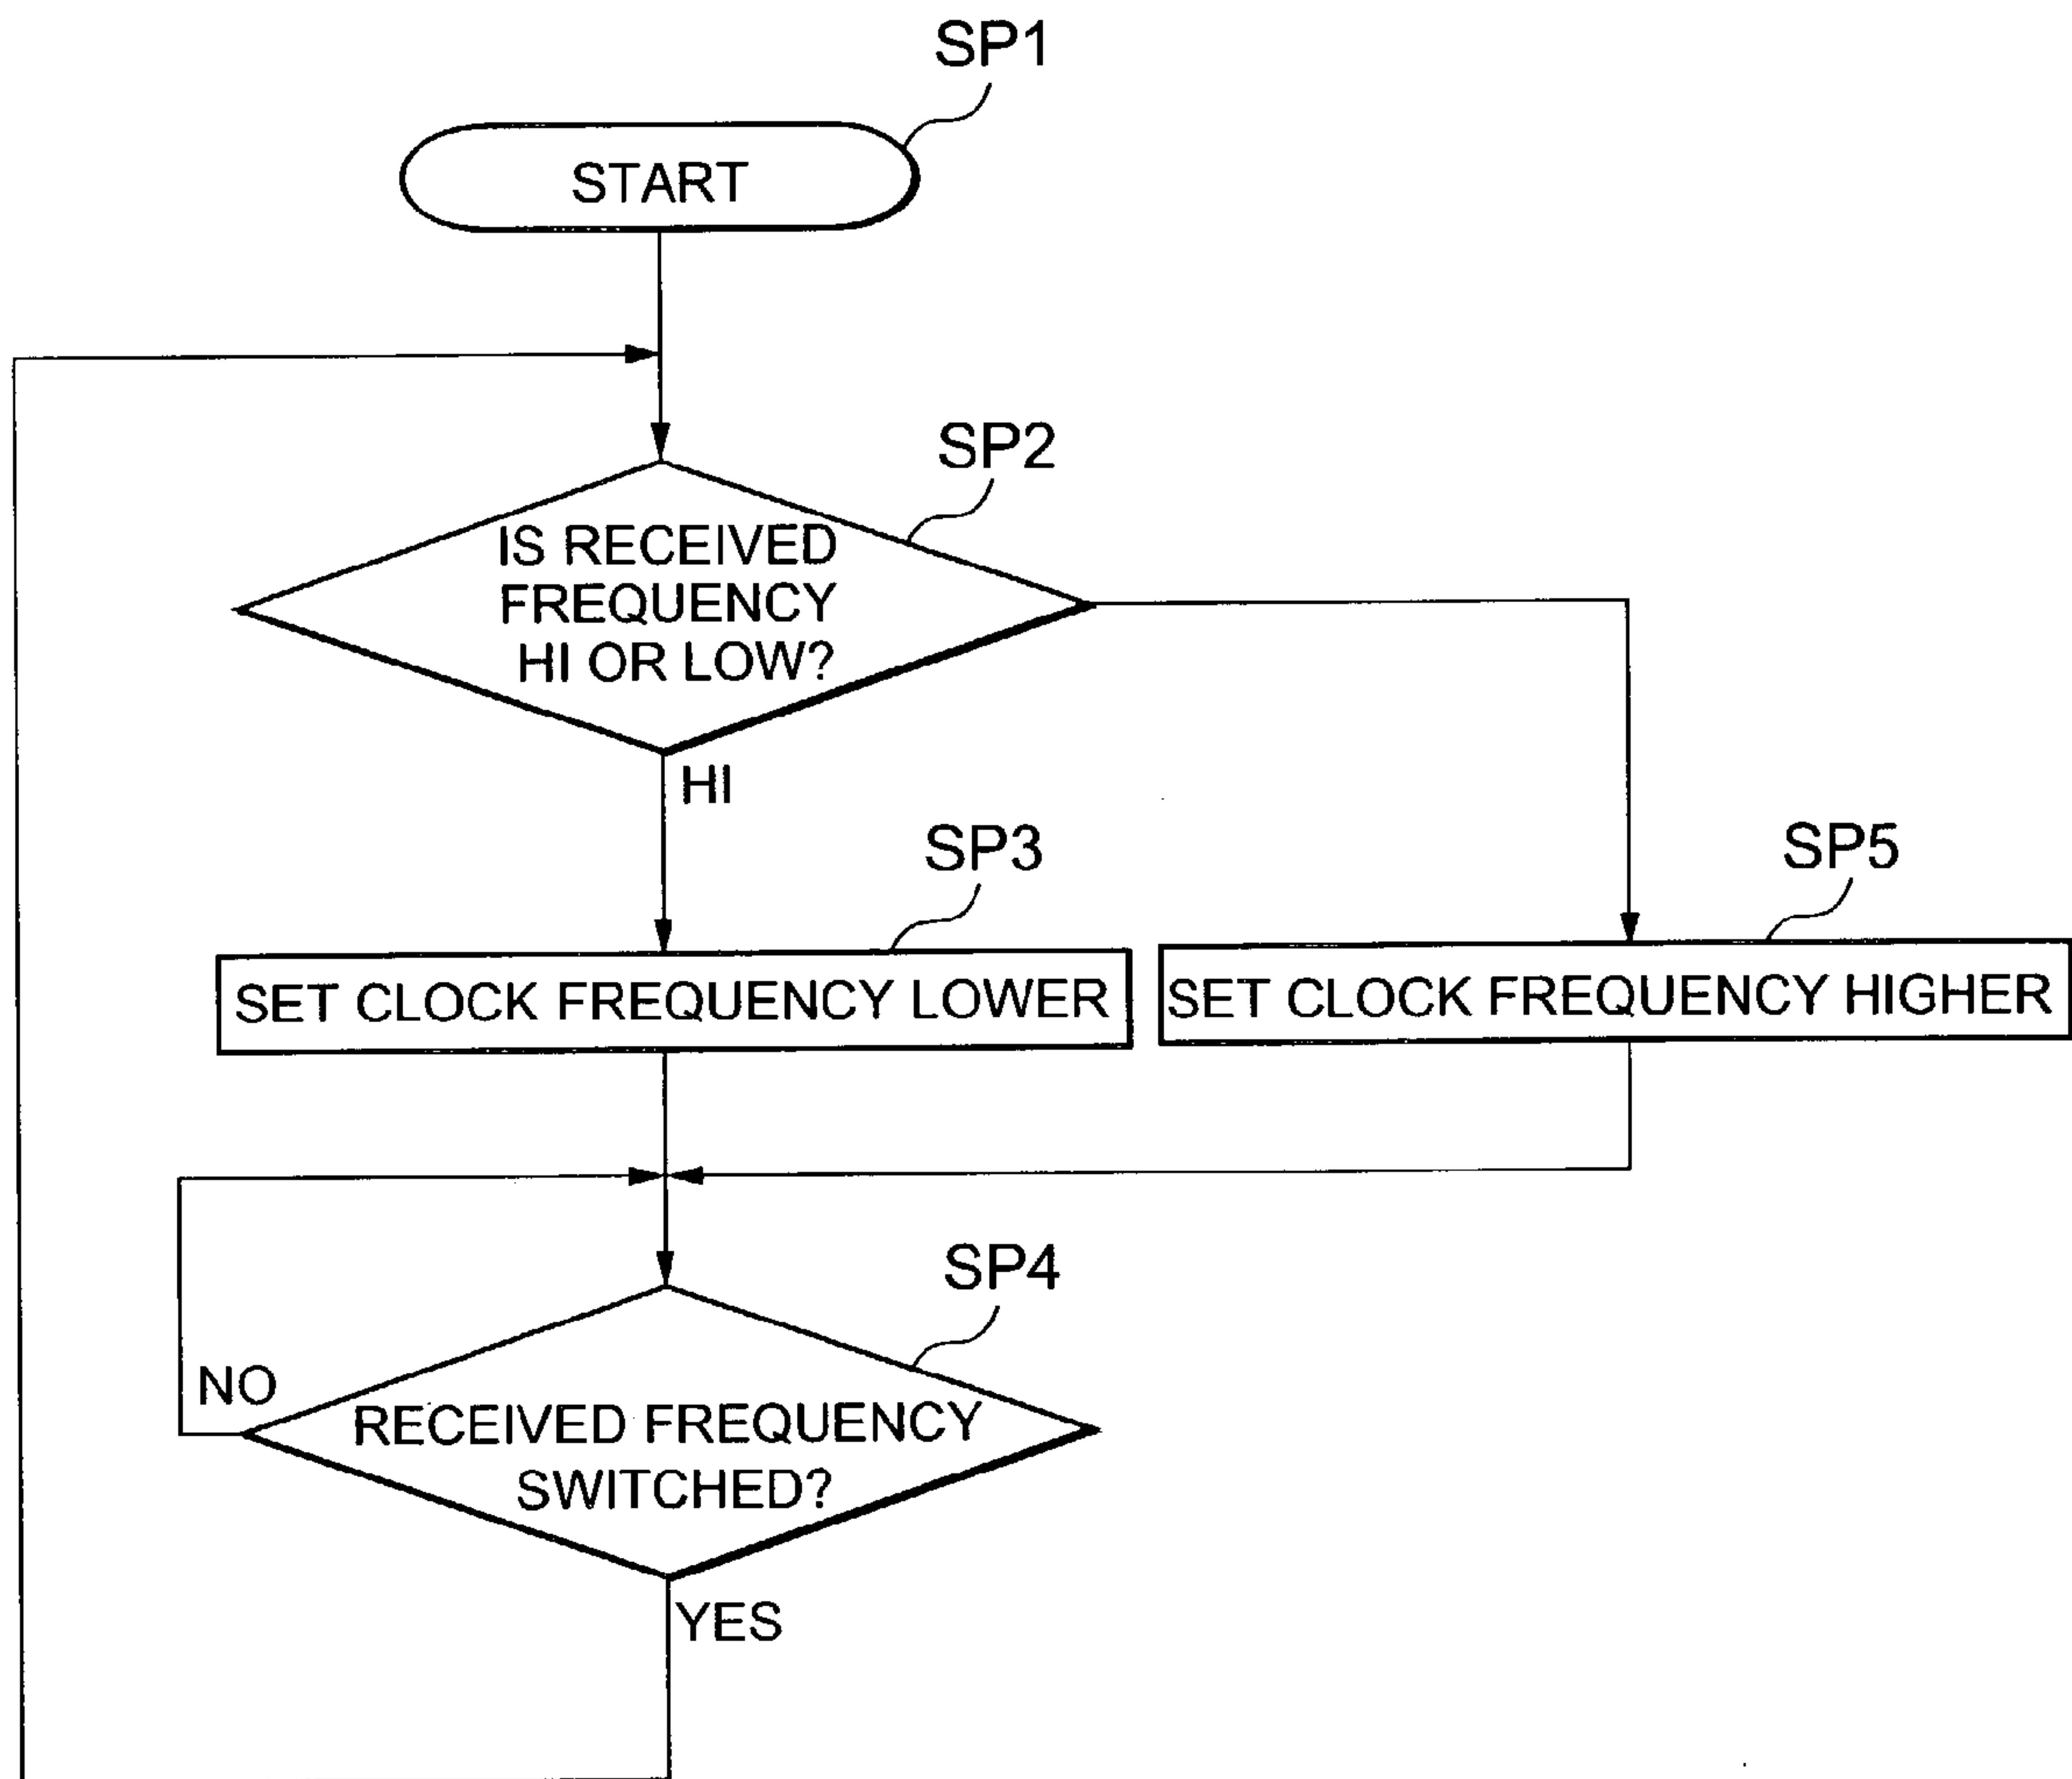 SP1
START
SP2
IS RECEIVED
FREQUENCY
HI OR LOW?
HI
SP3
SP5
SET CLOCK FREQUENCY LOWER
SET CLOCK FREQUENCY HIGHER
SP4
NO
RECEIVED FREQUENCY
SWITCHED?
YES